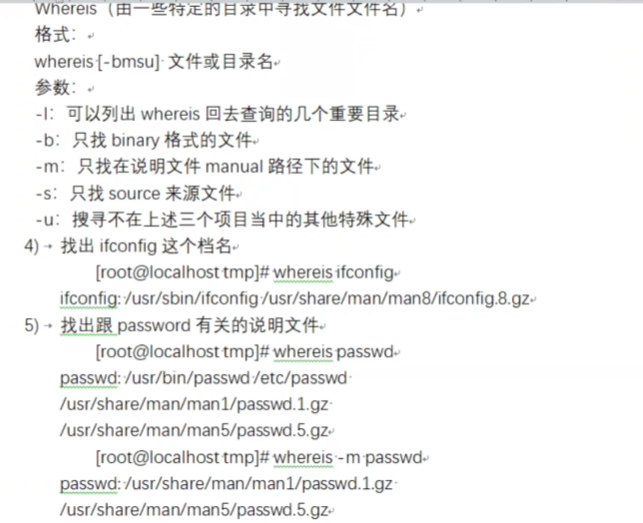 Whereis（由一些特定的目录中寻找文件文件名）
格式：
whereis [-bmsu] 文件或目录名
参数：
-l：可以列出 whereis 回去查询的几个重要目录
-b：只找 binary 格式的文件
-m：只找在说明文件 manual 路径下的文件
-s：只找 source 来源文件
-u：搜寻不在上述三个项目当中的其他特殊文件
4) 找出 ifconfig 这个档名
[root@localhost tmp]# whereis ifconfig
ifconfig: /usr/sbin/ifconfig /usr/share/man/man8/ifconfig.8.gz
5) 找出跟 password 有关的说明文件
[root@localhost tmp]# whereis passwd
passwd: /usr/bin/passwd /etc/passwd
/usr/share/man/man1/passwd.1.gz
/usr/share/man/man5/passwd.5.gz
[root@localhost tmp]# whereis -m passwd
passwd: /usr/share/man/man1/passwd.1.gz
/usr/share/man/man5/passwd.5.gz